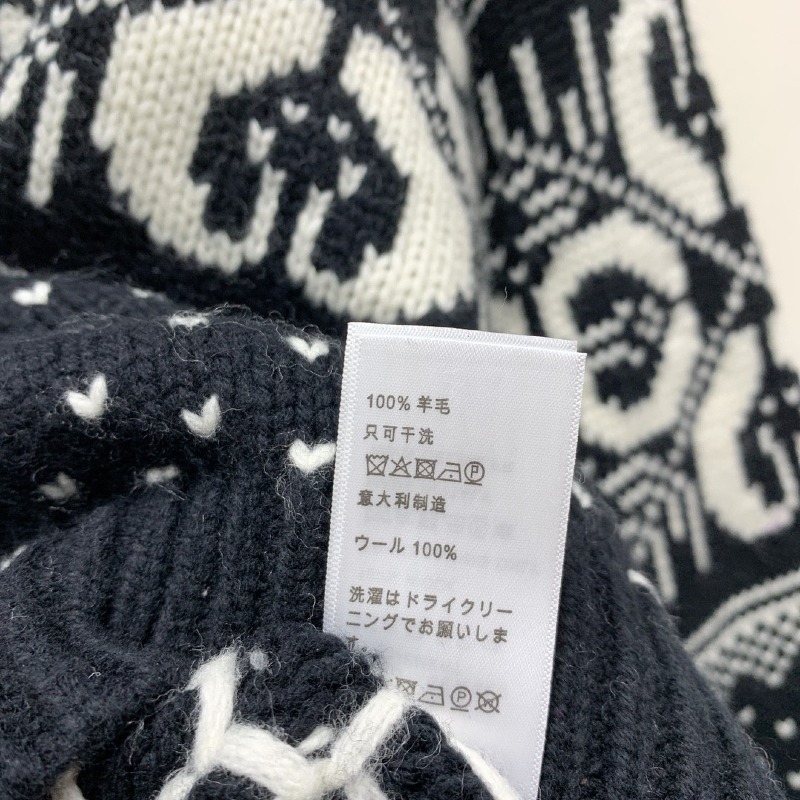 100% 羊毛
只可干洗
意大利制造
ウール 100%
洗濯はドライクリー
ニングでお願いしま
す